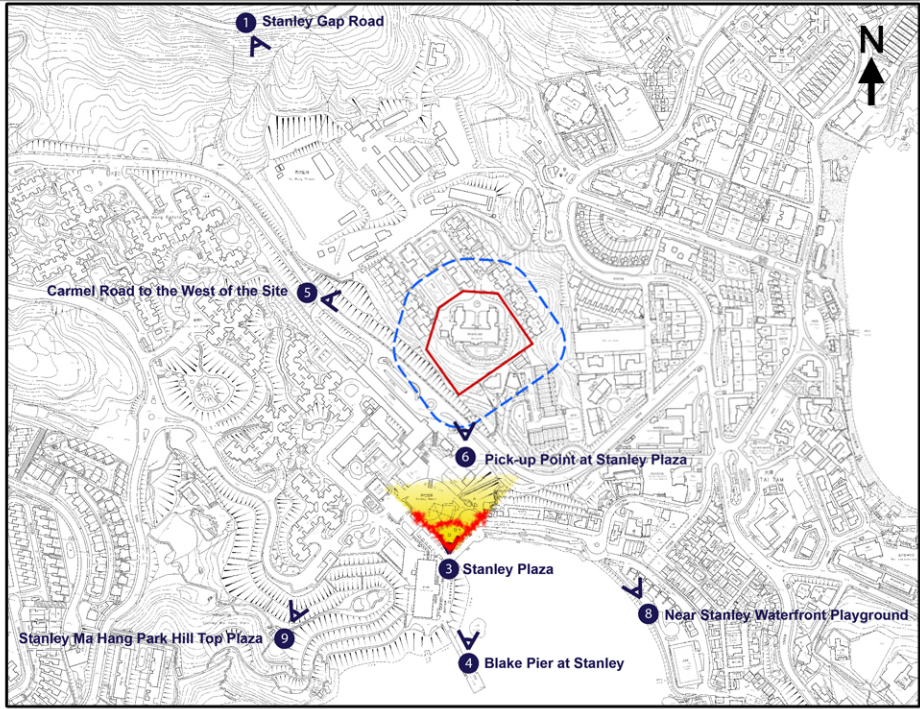 1 Stanley Gap Road
N
Carmel Road to the West of the Site 5
6 Pick-up Point at Stanley Plaza
TAI TAM
3 Stanley Plaza
8 Near Stanley Waterfront Playground
Stanley Ma Hang Park Hill Top Plaza 9
4 Blake Pier at Stanley